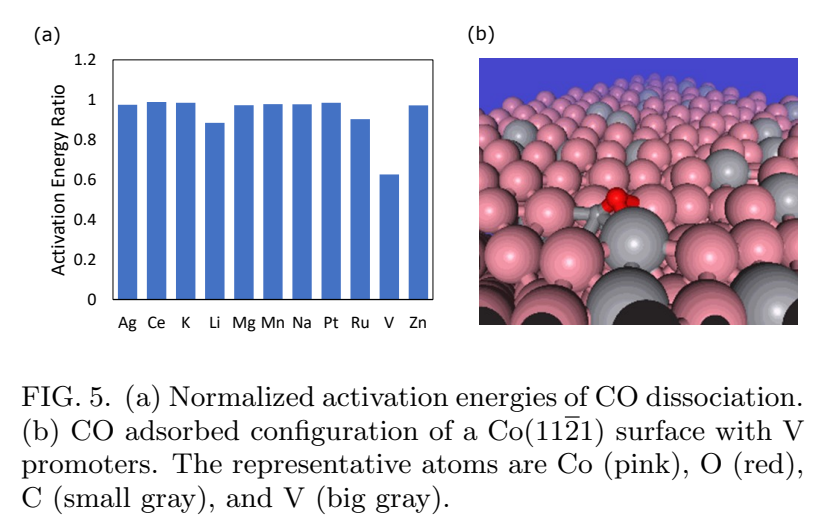 (a)
(b)
Activation Energy Ratio
1.2
1
0.8
0.6
0.4
0.2
0
Ag Ce K Li Mg Mn Na Pt Ru V Zn
FIG. 5. (a) Normalized activation energies of CO dissociation.
(b) CO adsorbed configuration of a Co(112̅1) surface with V
promoters. The representative atoms are Co (pink), O (red),
C (small gray), and V (big gray).